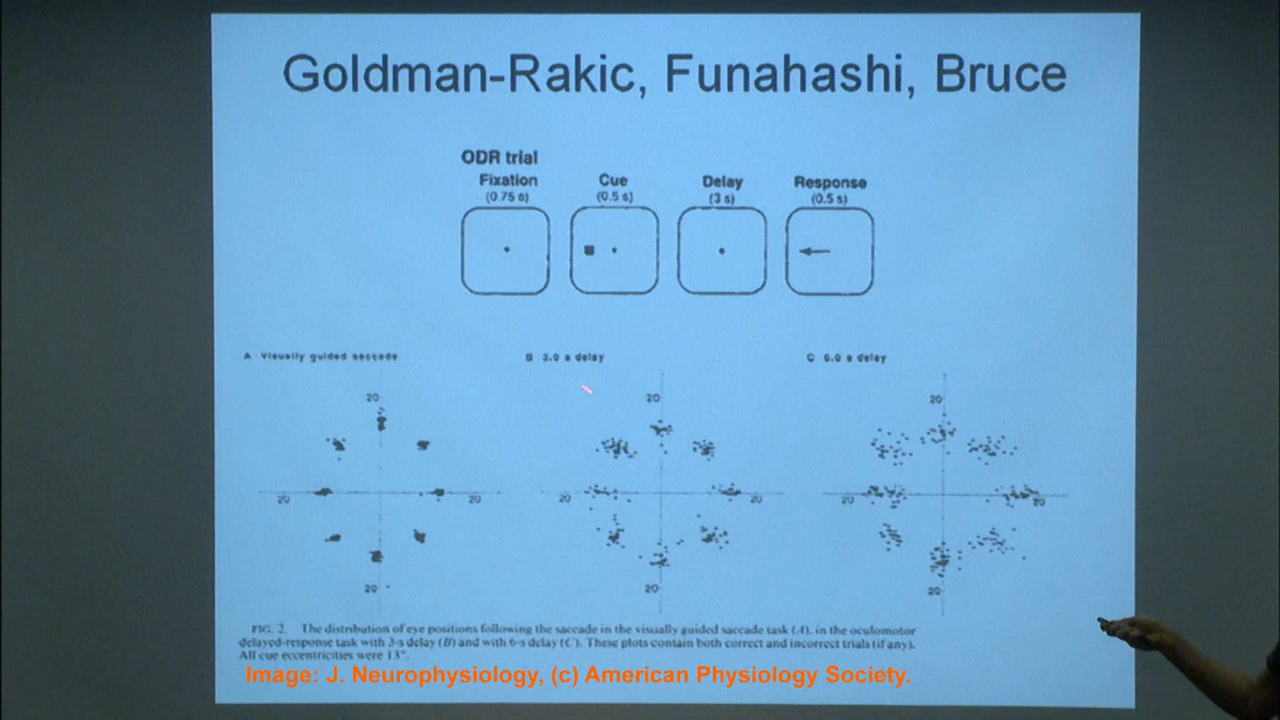 Goldman-Rakic, Funahashi, Bruce
ODR trial
Fixation Cue Delay Response
(0.75 s) (0.5 s) (3 s) (0.5 s)
A Visually guided saccade B 3.0 s delay C 6.0 s delay
20 20 20
20 20 20 20 20 20
20 20 20
FIG. 2. The distribution of eye positions following the saccade in the visually guided saccade task (A), in the oculomotor
delayed-response task with 3-s delay (B) and with 6-s delay (C). These plots contain both correct and incorrect trials (if any).
All cue eccentricities were 13°.
Image: J. Neurophysiology, (c) American Physiology Society.